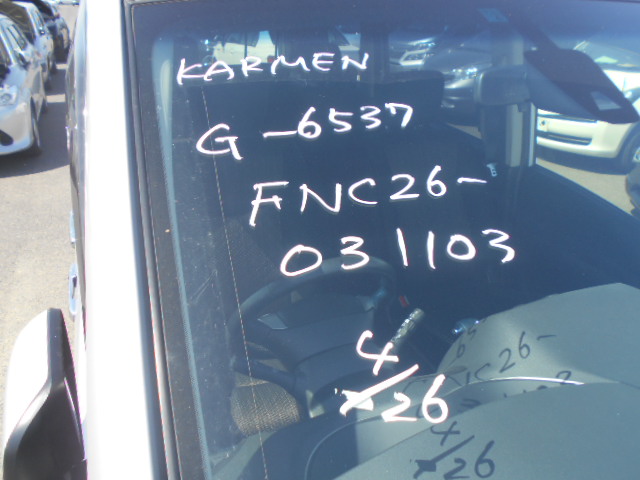 KARMEN
G-6537
FNC26-
031103
4/26